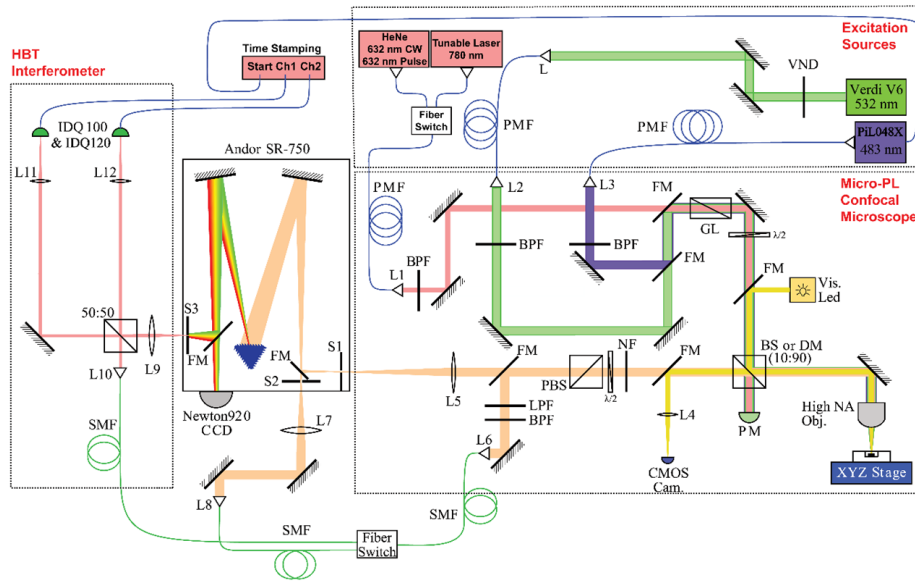 HBT
Interferometer
Time Stamping
Start Ch1 Ch2
HeNe
632 nm CW
632 nm Pulse
Tunable Laser
780 nm
Excitation
Sources
L
VND
Verdi V6
532 nm
Fiber
Switch
PMF
PMF
PiL048X
483 nm
IDQ100
& IDQ120
L11
L12
Andor SR-750
PMF
L2
L3
FM
GL
λ/2
Micro-PL
Confocal
Microscope
BPF
BPF
BPF
L1
FM
FM
Vis.
Led
50:50
S3
FM
L9
L10
FM
S2
S1
L5
FM
PBS
λ/2
NF
FM
BS or DM
(10:90)
Newton920
CCD
L7
LPF
BPF
L6
L4
CMOS
Cam.
PM
High NA
Obj.
XYZ Stage
SMF
L8
SMF
SMF
Fiber
Switch